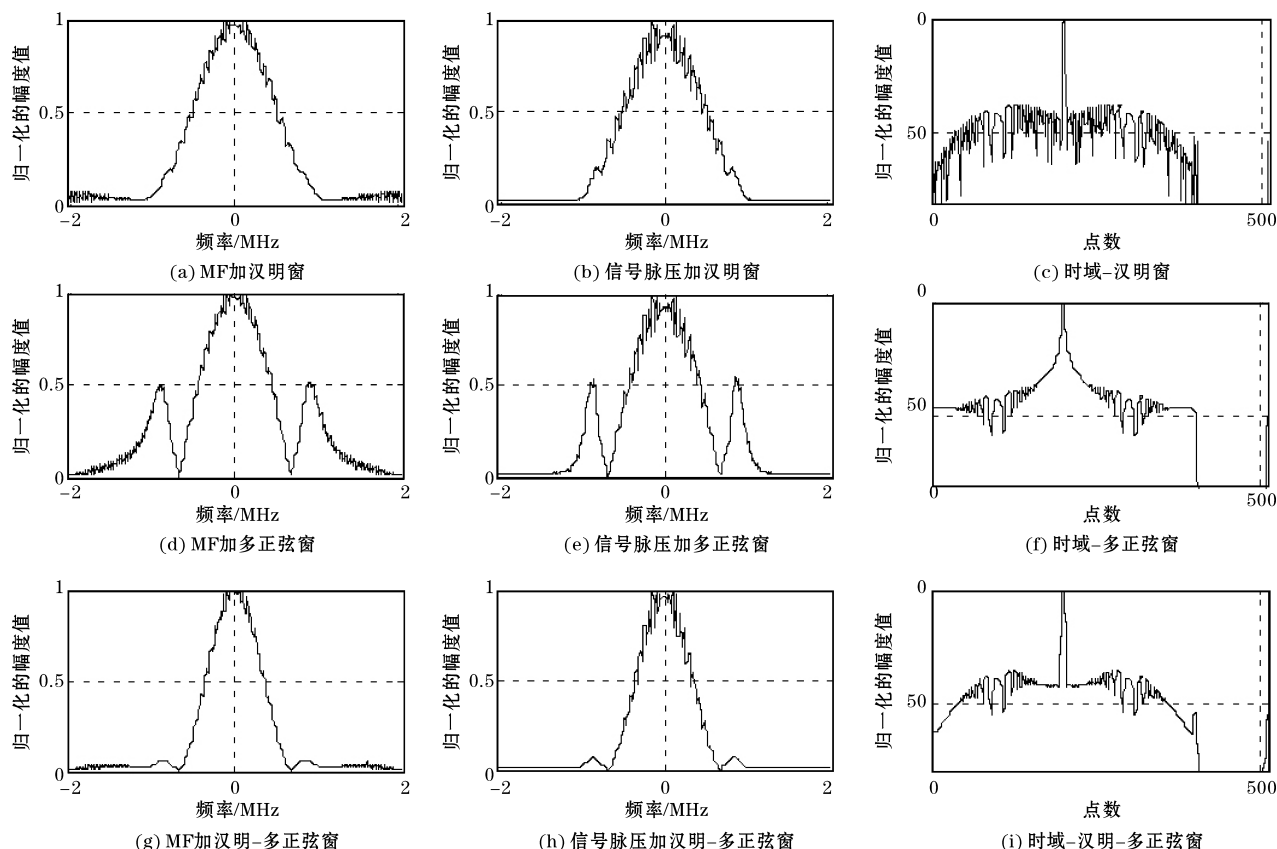 1
归一化的幅度值
0.5
0
−2
0
2
频率/MHz
(a) MF加汉明窗
1
归一化的幅度值
0.5
0
−2
0
2
频率/MHz
(b) 信号脉压加汉明窗
0
归一化的幅度值
50
0
500
点数
(c) 时域−汉明窗
1
归一化的幅度值
0.5
0
−2
0
2
频率/MHz
(d) MF加多正弦窗
1
归一化的幅度值
0.5
0
−2
0
2
频率/MHz
(e) 信号脉压加多正弦窗
0
归一化的幅度值
50
0
500
点数
(f) 时域−多正弦窗
1
归一化的幅度值
0.5
0
−2
0
2
频率/MHz
(g) MF加汉明−多正弦窗
1
归一化的幅度值
0.5
0
−2
0
2
频率/MHz
(h) 信号脉压加汉明−多正弦窗
0
归一化的幅度值
50
0
500
点数
(i) 时域−汉明−多正弦窗